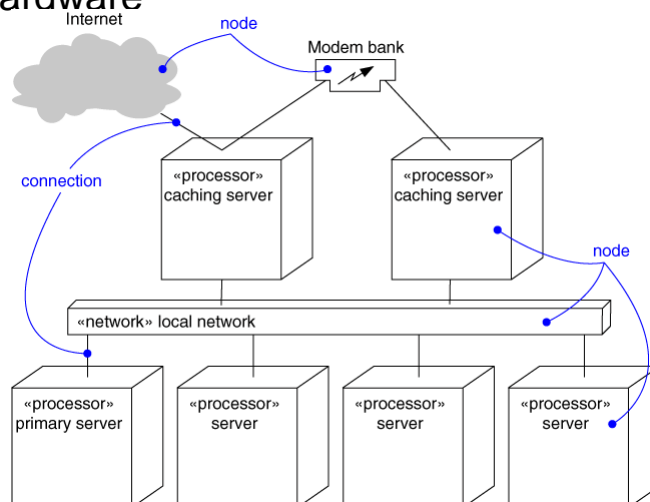 ardware
Internet
node
Modem bank
«processor»
caching server
«processor»
caching server
connection
node
«network» local network
«processor»
primary server
«processor»
server
«processor»
server
«processor»
server